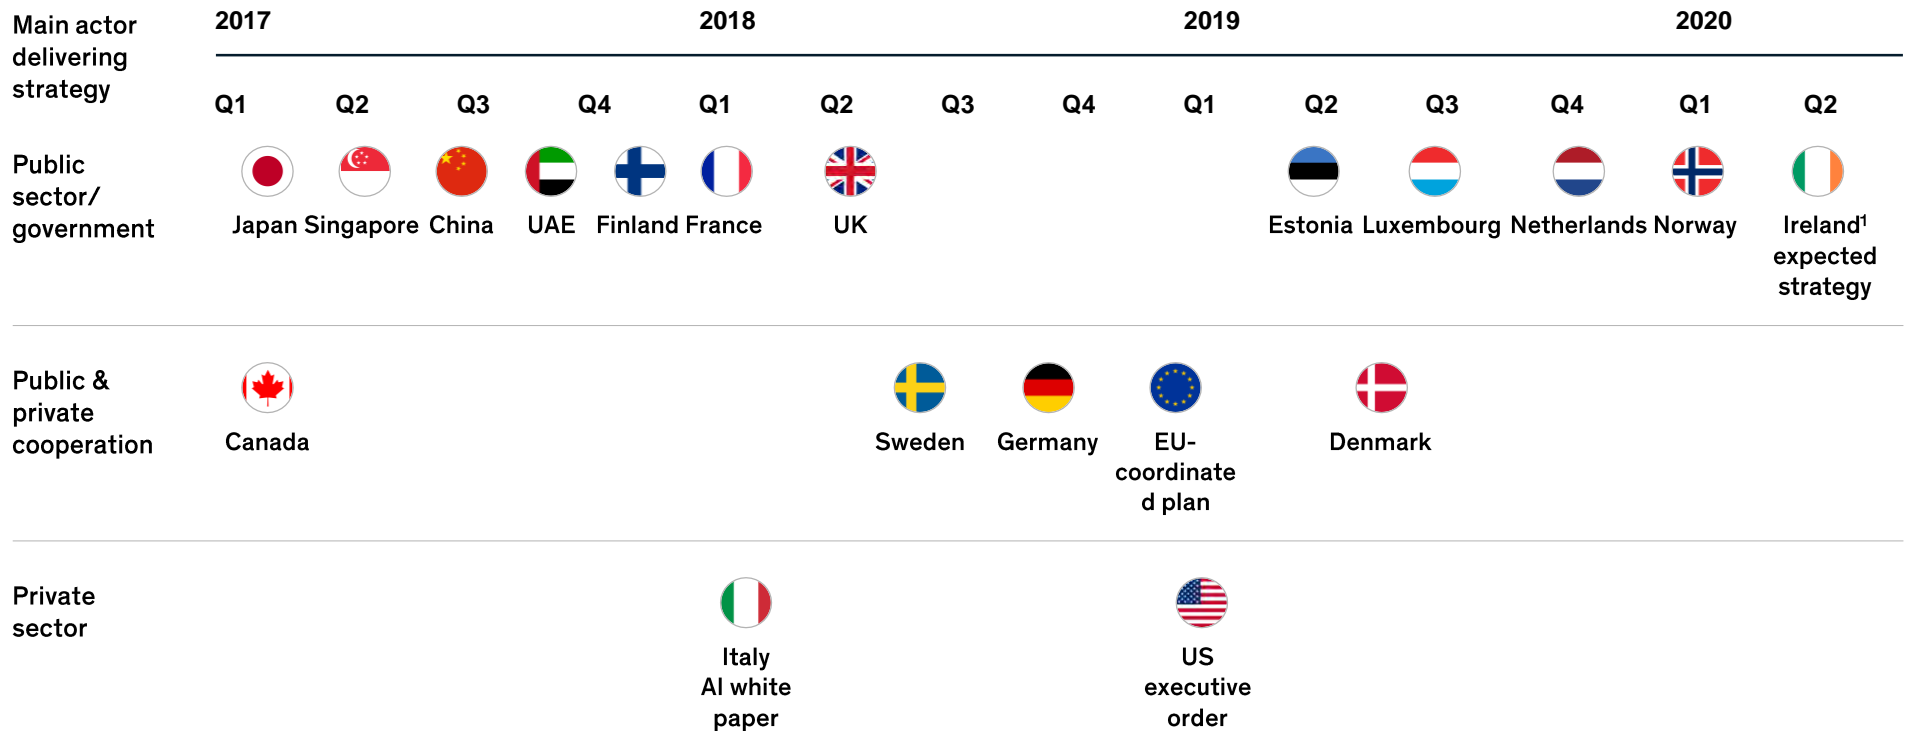 Main actor
delivering
strategy
2017 2018 2019 2020
Q1 Q2 Q3 Q4 Q1 Q2 Q3 Q4 Q1 Q2 Q3 Q4 Q1 Q2
Public
sector/
government
Japan Singapore China UAE Finland France UK Estonia Luxembourg Netherlands Norway Ireland¹
expected
strategy
Public &
private
cooperation
Canada Sweden Germany EU- Denmark
coordinate
d plan
Private
sector
Italy US
AI white executive
paper order